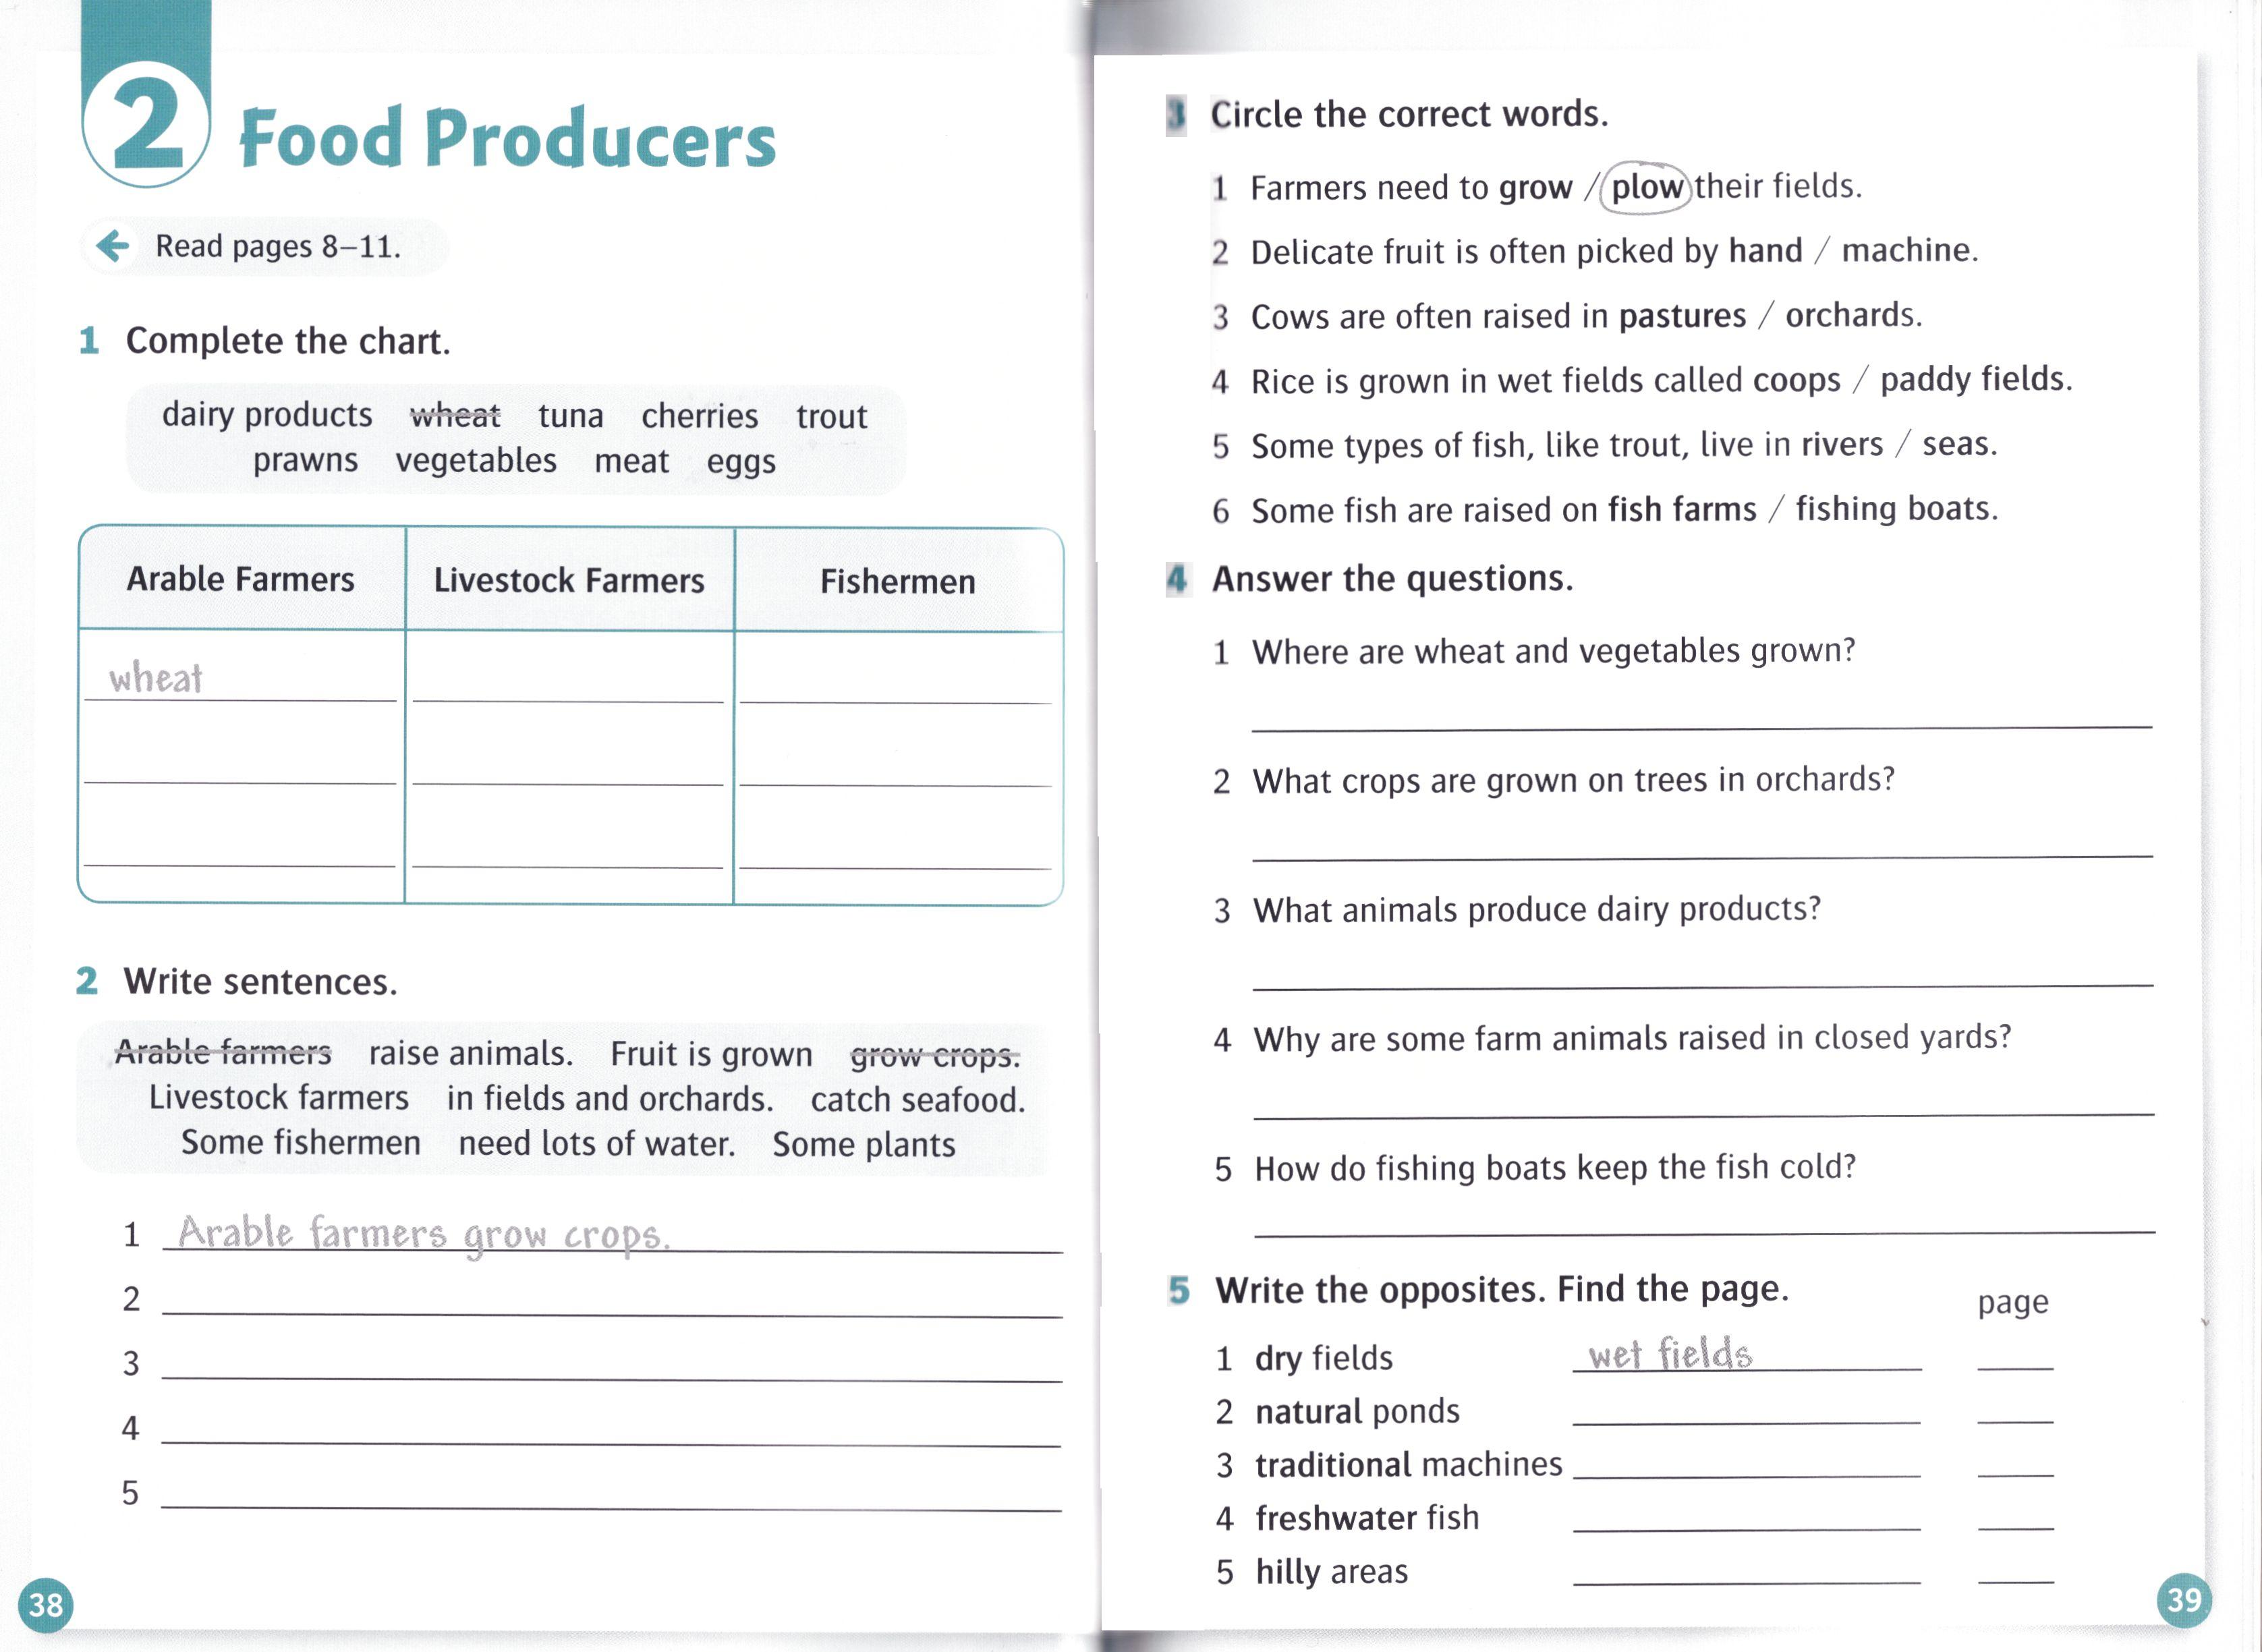 2
Food Producers
Read pages 8–11.
1 Complete the chart.
dairy products wheat tuna cherries trout
prawns vegetables meat eggs
Arable Farmers Livestock Farmers Fishermen
wheat
2 Write sentences.
Arable farmers raise animals. Fruit is grown grow crops.
Livestock farmers in fields and orchards. catch seafood.
Some fishermen need lots of water. Some plants
1 Arable farmers grow crops.
2
3
4
5
38
3 Circle the correct words.
1 Farmers need to grow / plow their fields.
2 Delicate fruit is often picked by hand / machine.
3 Cows are often raised in pastures / orchards.
4 Rice is grown in wet fields called coops / paddy fields.
5 Some types of fish, like trout, live in rivers / seas.
6 Some fish are raised on fish farms / fishing boats.
4 Answer the questions.
1 Where are wheat and vegetables grown?
2 What crops are grown on trees in orchards?
3 What animals produce dairy products?
4 Why are some farm animals raised in closed yards?
5 How do fishing boats keep the fish cold?
5 Write the opposites. Find the page.
page
1 dry fields wet fields
2 natural ponds
3 traditional machines
4 freshwater fish
5 hilly areas
39